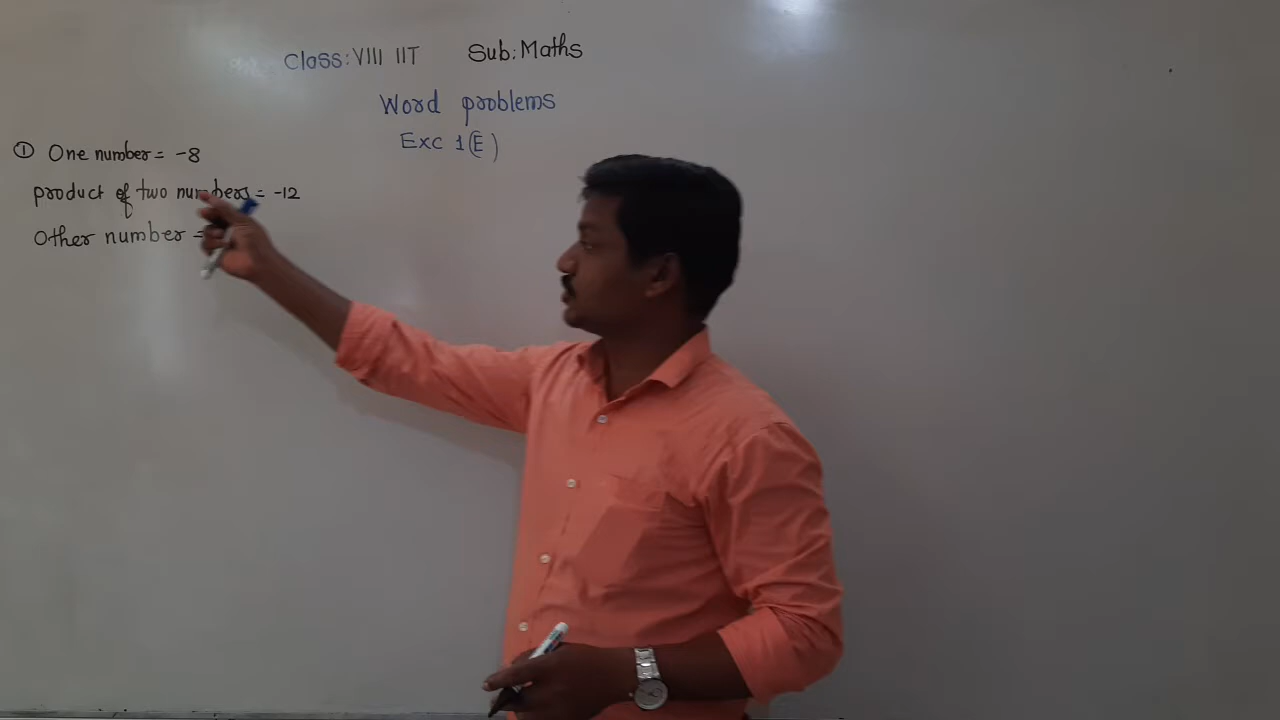 Class: VIII IIT Sub: Maths
Word problems
Exc 1(E)
① One number = -8
product of two numbers = -12
Other number =